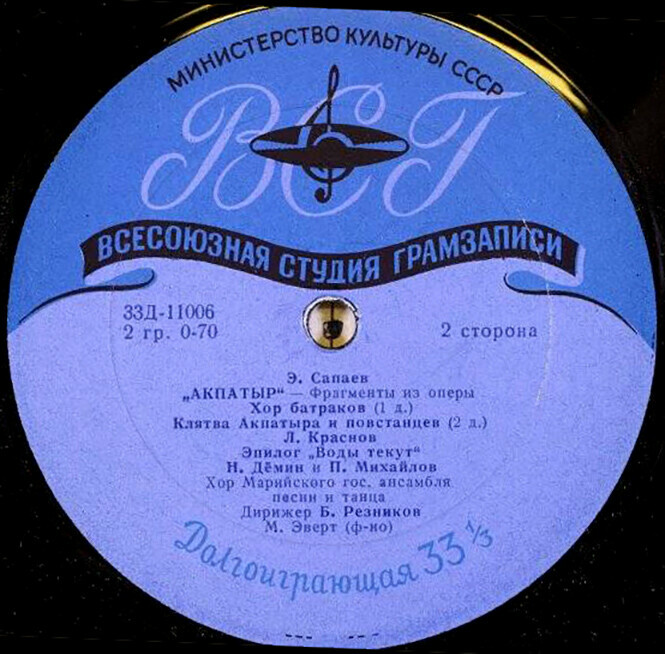 МИНИСТЕРСТВО КУЛЬТУРЫ СССР
ВСГ
ВСЕСОЮЗНАЯ СТУДИЯ ГРАМЗАПИСИ
33Д-11006
2 гр. 0-70
2 сторона
Э. Сапаев
„АКПАТЫР“ — Фрагменты из оперы
Хор батраков (1 д.)
Клятва Акпатыра и повстанцев (2 д.)
Л. Краснов
Эпилог „Воды текут“
Н. Дёмин и П. Михайлов
Хор Марийского гос. ансамбля
песни и танца
Дирижер Б. Резников
М. Эверт (ф-но)
Долгоиграющая 33 1/3